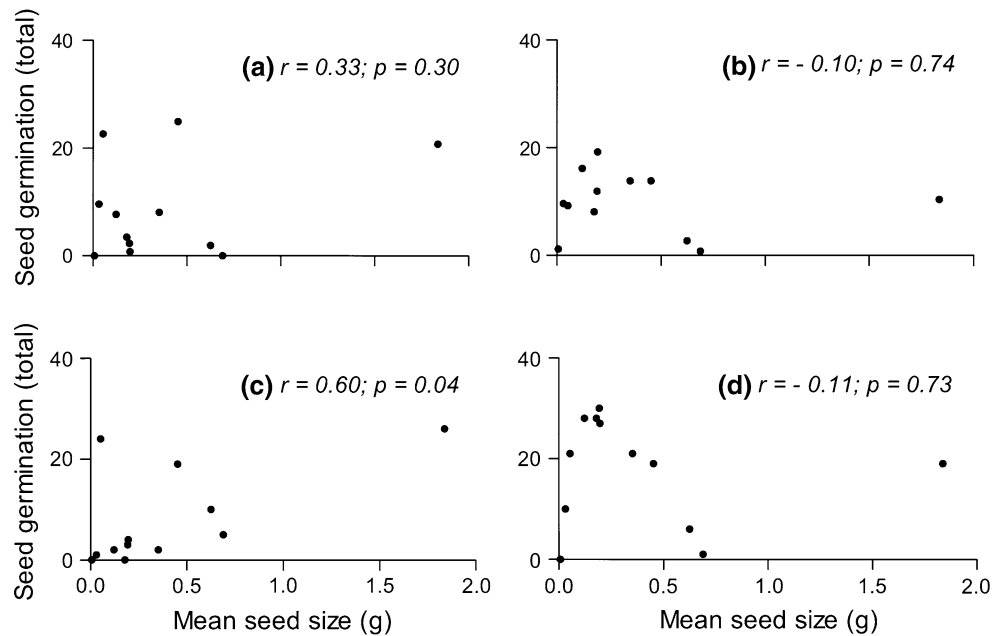 40
(a) r = 0.33; p = 0.30
20
0
Seed germination (total)
40
(b) r = - 0.10; p = 0.74
20
0
40
(c) r = 0.60; p = 0.04
20
0
Seed germination (total)
0.0 0.5 1.0 1.5 2.0
Mean seed size (g)
40
(d) r = - 0.11; p = 0.73
20
0
0.0 0.5 1.0 1.5 2.0
Mean seed size (g)